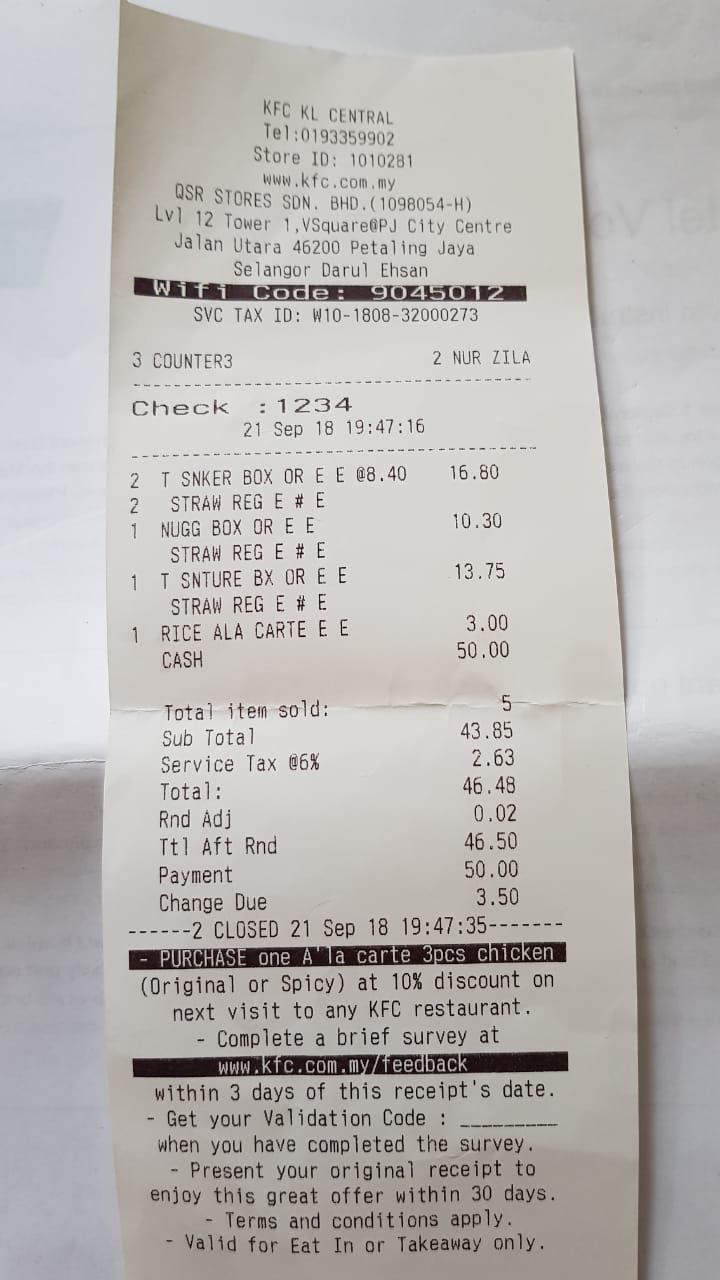 KFC KL CENTRAL
Tel:0193359902
Store ID: 1010281
www.kfc.com.my
QSR STORES SDN. BHD.(1098054-H)
Lvl 12 Tower 1,VSquare@PJ City Centre
Jalan Utara 46200 Petaling Jaya
Selangor Darul Ehsan
Wifi Code: 9045012
SVC TAX ID: W10-1808-32000273
3 COUNTER3 2 NUR ZILA
Check :1234
21 Sep 18 19:47:16
2 T SNKER BOX OR E E @8.40 16.80
2 STRAW REG E # E
1 NUGG BOX OR E E 10.30
STRAW REG E # E
1 T SNTURE BX OR E E 13.75
STRAW REG E # E
1 RICE ALA CARTE E E 3.00
CASH 50.00
Total item sold: 5
Sub Total 43.85
Service Tax @6% 2.63
Total: 46.48
Rnd Adj 0.02
Ttl Aft Rnd 46.50
Payment 50.00
Change Due 3.50
------2 CLOSED 21 Sep 18 19:47:35-------
- PURCHASE one A'la carte 3pcs chicken
(Original or Spicy) at 10% discount on
next visit to any KFC restaurant.
- Complete a brief survey at
www.kfc.com.my/feedback
within 3 days of this receipt's date.
- Get your Validation Code : _________
when you have completed the survey.
- Present your original receipt to
enjoy this great offer within 30 days.
- Terms and conditions apply.
- Valid for Eat In or Takeaway only.